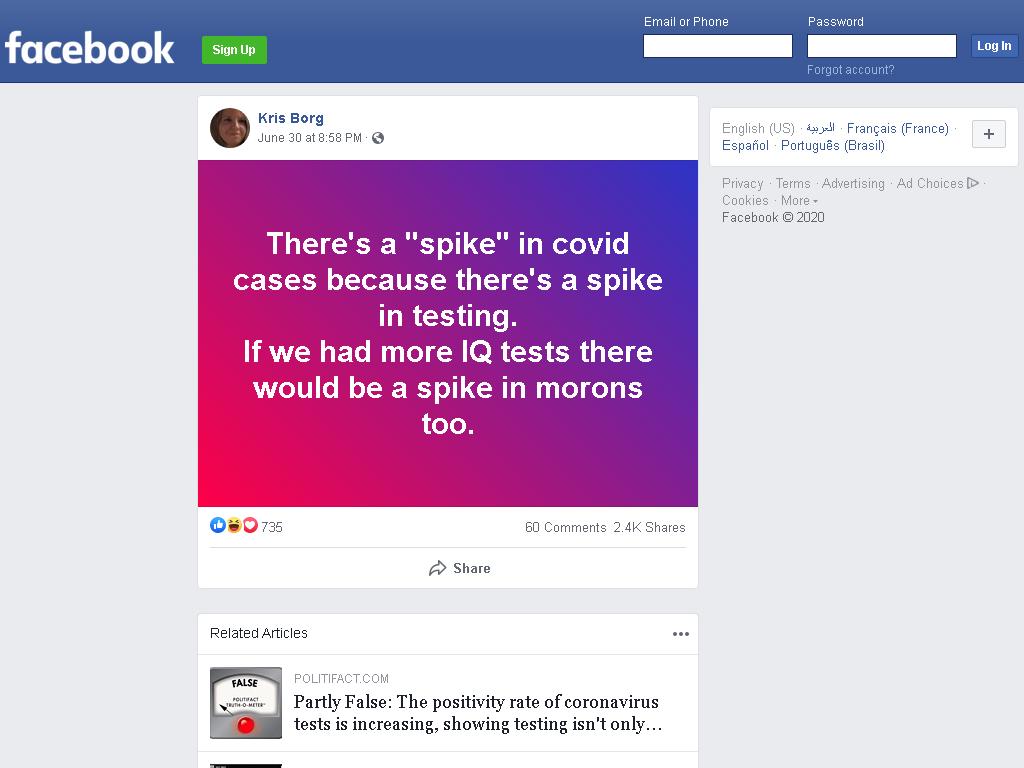 facebook
Sign Up
Email or Phone
Password
Log In
Forgot account?
Kris Borg
June 30 at 8:58 PM ·
There's a "spike" in covid
cases because there's a spike
in testing.
If we had more IQ tests there
would be a spike in morons
too.
735
60 Comments 2.4K Shares
Share
Related Articles
FALSE
POLITIFACT
TRUTH-O-METER
POLITIFACT.COM
Partly False: The positivity rate of coronavirus
tests is increasing, showing testing isn't only...
English (US) · العربية · Français (France) ·
Español · Português (Brasil)
+
Privacy · Terms · Advertising · Ad Choices ·
Cookies · More
Facebook © 2020